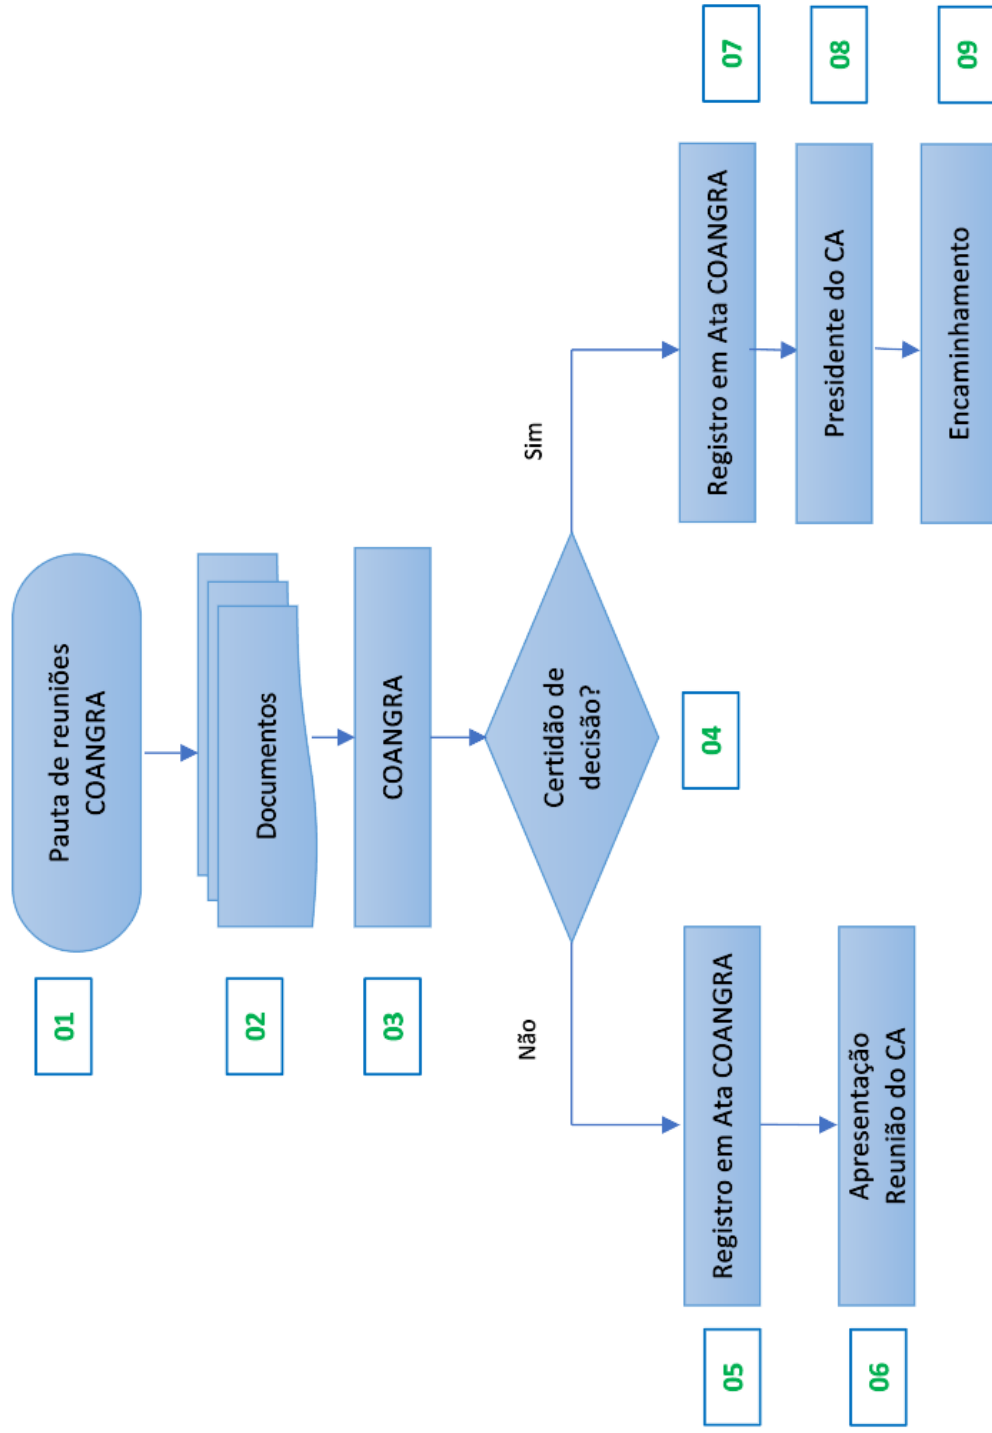 01
Pauta de reuniões
COANGRA
02
Documentos
03
COANGRA
Certidão de
decisão?
04
Não
Sim
05
Registro em Ata COANGRA
06
Apresentação
Reunião do CA
Registro em Ata COANGRA
07
Presidente do CA
08
Encaminhamento
09